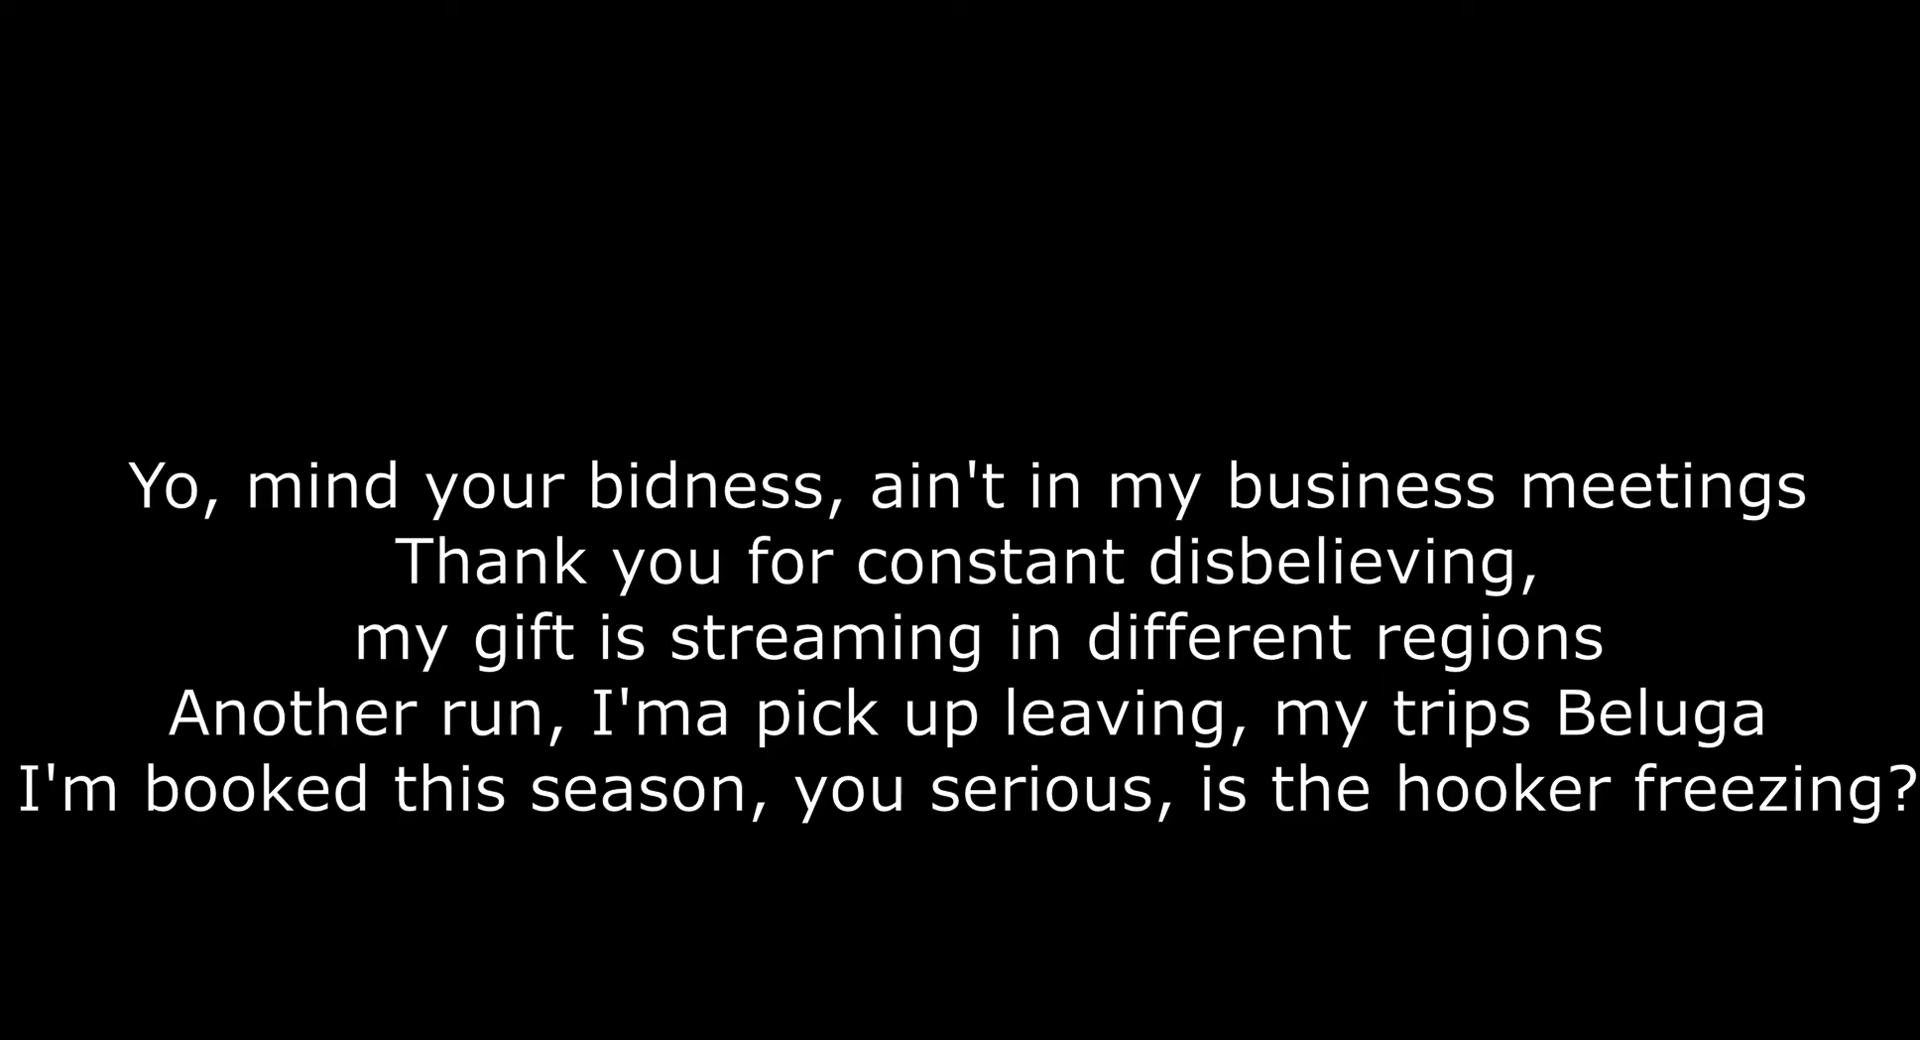 Yo, mind your bidness, ain't in my business meetings
Thank you for constant disbelieving,
my gift is streaming in different regions
Another run, I'ma pick up leaving, my trips Beluga
I'm booked this season, you serious, is the hooker freezing?